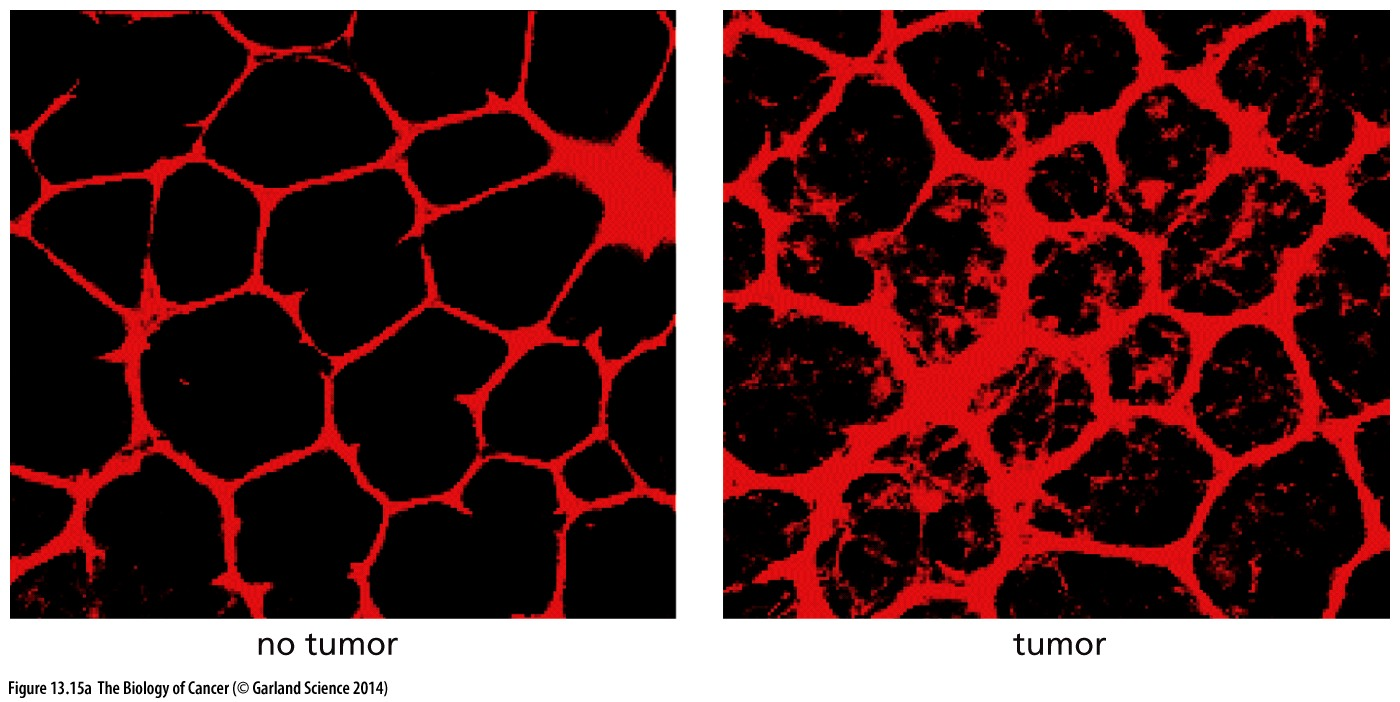 no tumor
tumor
Figure 13.15a The Biology of Cancer (© Garland Science 2014)